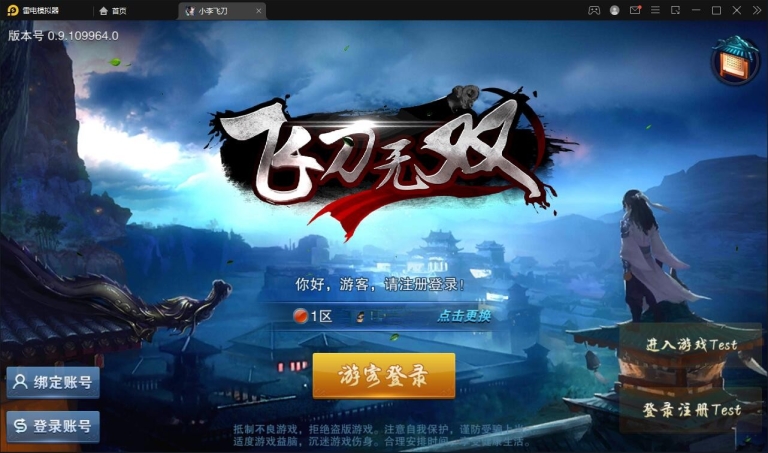 雷电模拟器
首页
小李飞刀
版本号 0.9.109964.0
飞刀无双
你好，游客，请注册登录!
1区
点击更换
进入游戏Test
游客登录
绑定账号
登录注册Test
登录账号
抵制不良游戏，拒绝盗版游戏。注意自我保护，谨防受骗上当。
适度游戏益脑，沉迷游戏伤身。合理安排时间，享受健康生活。